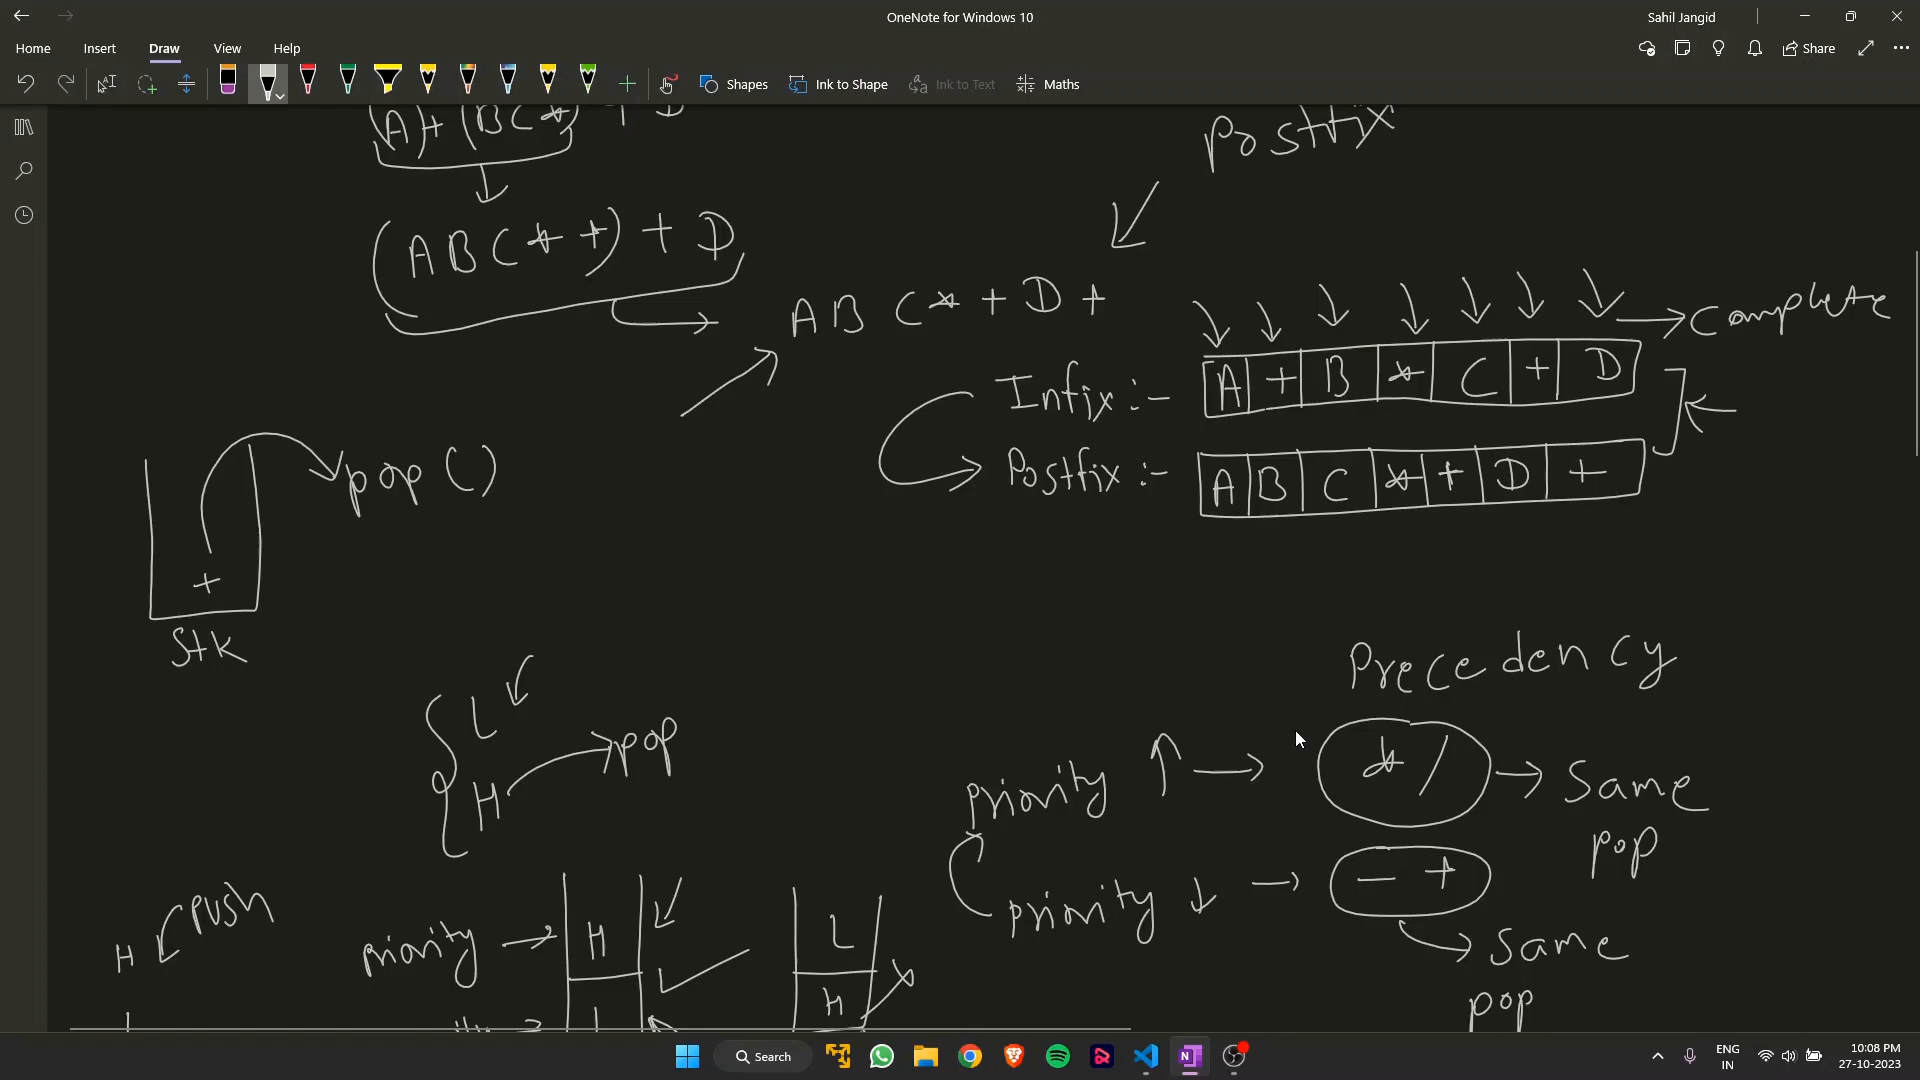 OneNote for Windows 10
Sahil Jangid
Home Insert Draw View Help
Share
Shapes
Ink to Shape
Ink to Text
Maths
(A)+ (BC*) + D
Postfix
(ABC*+) + D
A B C * + D +
Complete
Infix :- A + B * C + D
Postfix :- A B C * + D +
pop ()
+
Stk
Precedency
L
H pop
priority ↑ → * / → Same
pop
priority ↓ → - + → Same
pop
push
H
priority → H
L
H
L
Search
ENG
IN
10:08 PM
27-10-2023